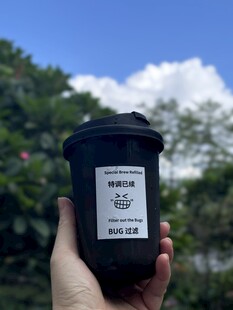 Special Brew Refilled
特调已续
Filter out the Bugs
BUG 过滤